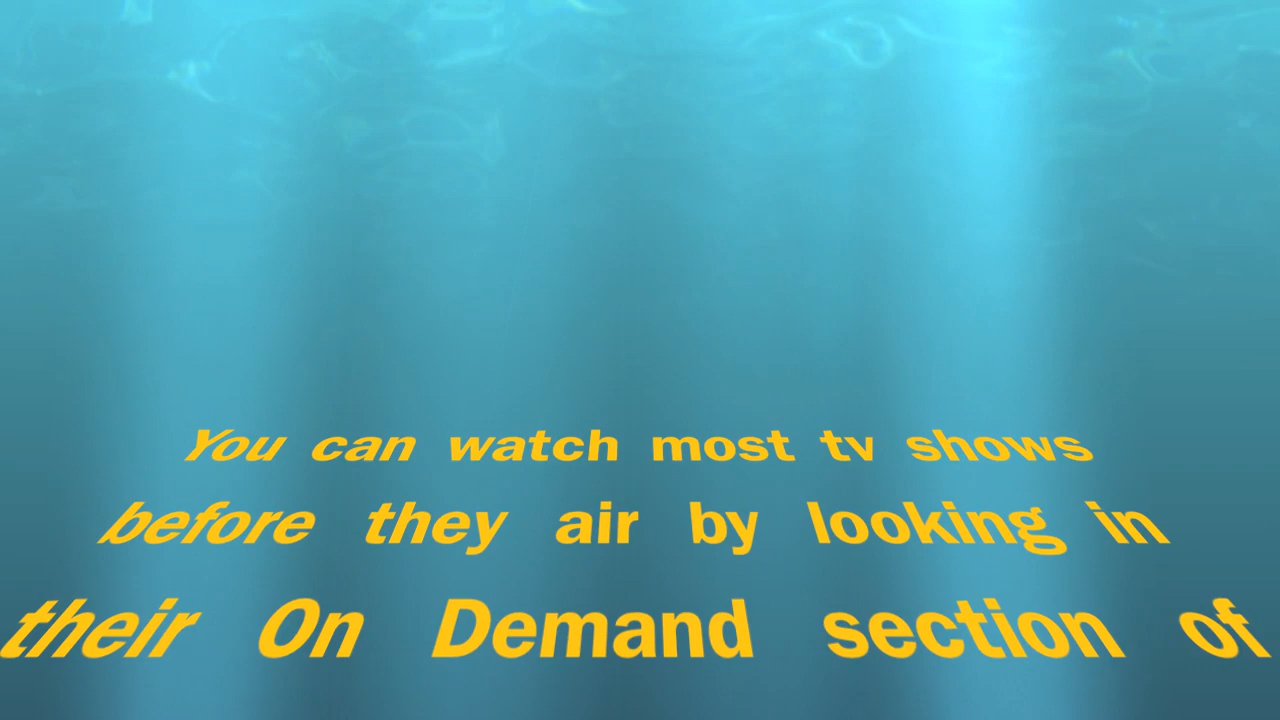 You can watch most tv shows
before they air by looking in
their On Demand section of